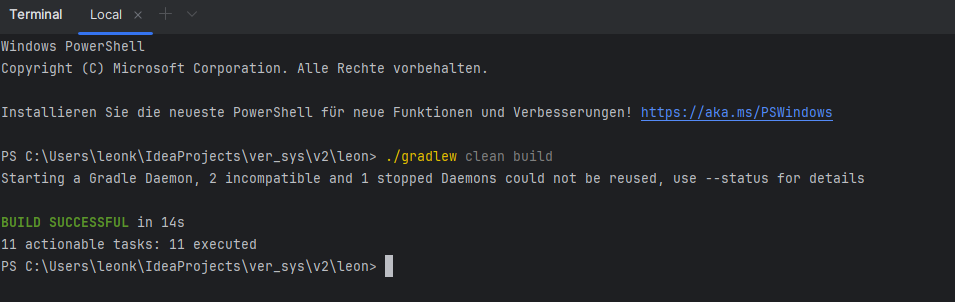 Terminal Local
Windows PowerShell
Copyright (C) Microsoft Corporation. Alle Rechte vorbehalten.
Installieren Sie die neueste PowerShell für neue Funktionen und Verbesserungen! https://aka.ms/PSWindows
PS C:\Users\leonk\IdeaProjects\ver_sys\v2\leon> ./gradlew clean build
Starting a Gradle Daemon, 2 incompatible and 1 stopped Daemons could not be reused, use --status for details
BUILD SUCCESSFUL in 14s
11 actionable tasks: 11 executed
PS C:\Users\leonk\IdeaProjects\ver_sys\v2\leon>